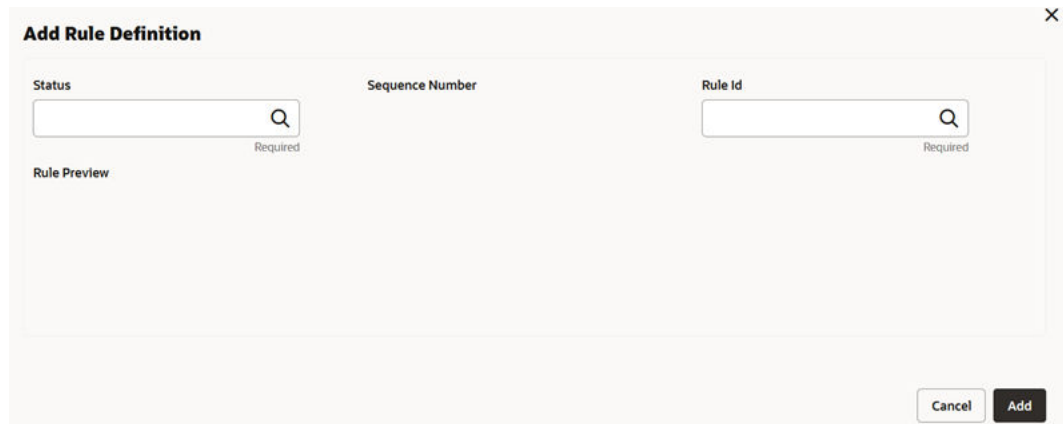 Add Rule Definition
Status Sequence Number Rule Id
Required Required
Rule Preview
Cancel Add